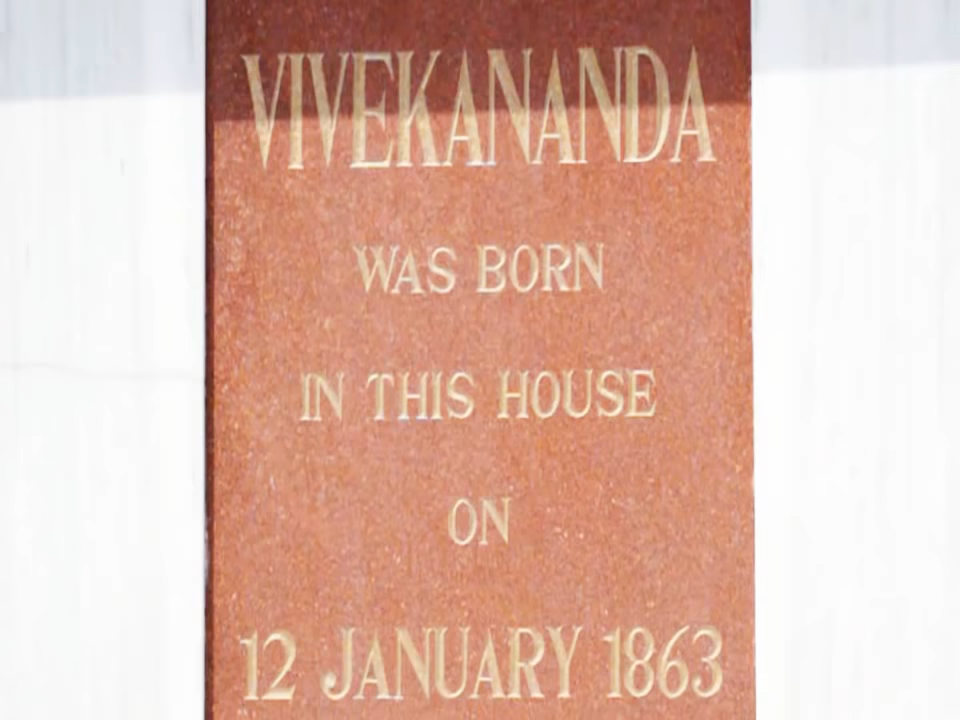 VIVEKANANDA
WAS BORN
IN THIS HOUSE
ON
12 JANUARY 1863